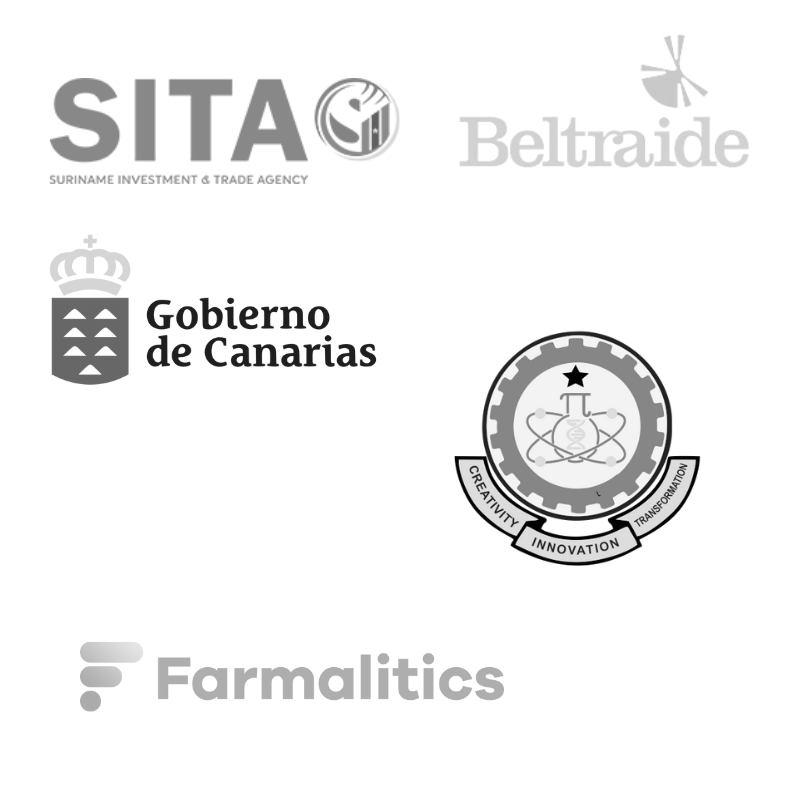 SITA
SURINAME INVESTMENT & TRADE AGENCY
Beltraide
Gobierno
de Canarias
π
CREATIVITY
INNOVATION
TRANSFORMATION
Farmalitics